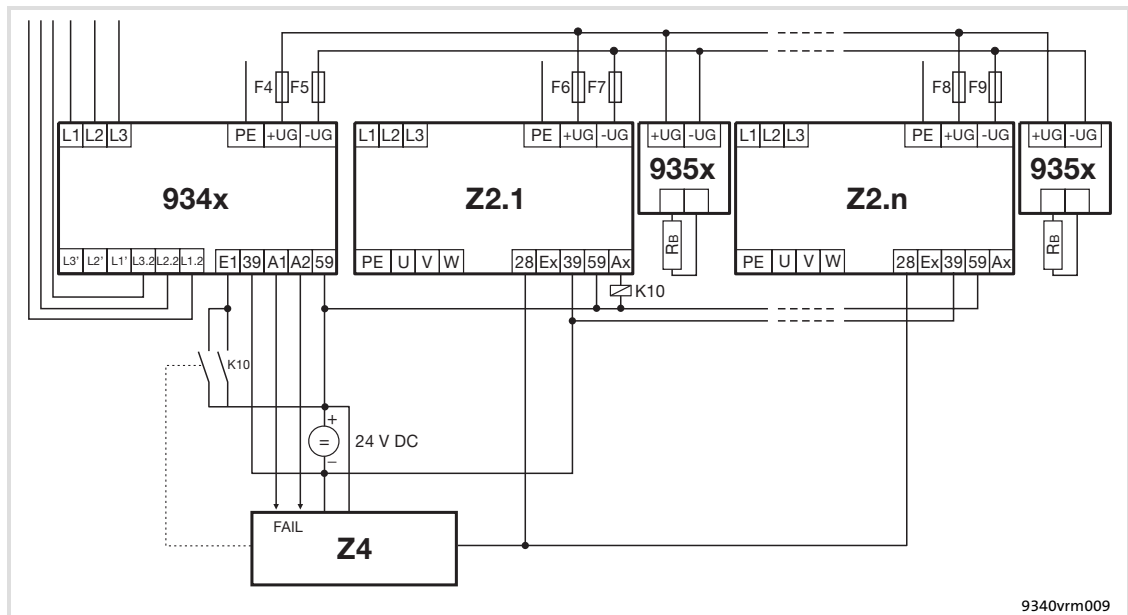 F4 F5 F6 F7 F8 F9
L1 L2 L3 PE +UG -UG L1 L2 L3 PE +UG -UG +UG -UG L1 L2 L3 PE +UG -UG +UG -UG
934x Z2.1 935x Z2.n 935x
RB RB
L3' L2' L1' L3.2 L2.2 L1.2 E1 39 A1 A2 59 PE U V W 28 Ex 39 59 Ax PE U V W 28 Ex 39 59 Ax
K10
K10
+
= 24 V DC
−
FAIL
Z4
9340vrm009